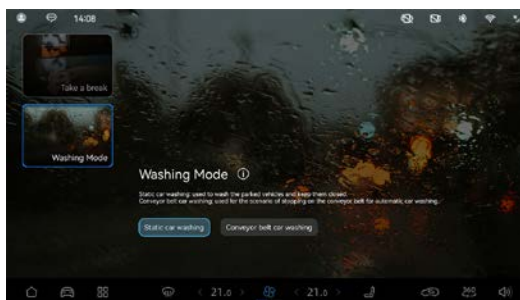 14:08
Take a break
Washing Mode
Washing Mode
Static car washing: used to wash the parked vehicles and keep them closed.
Conveyor belt car washing: used for the scenario of stopping on the conveyor belt for automatic car washing.
Static car washing
Conveyor belt car washing
21.0
21.0
360